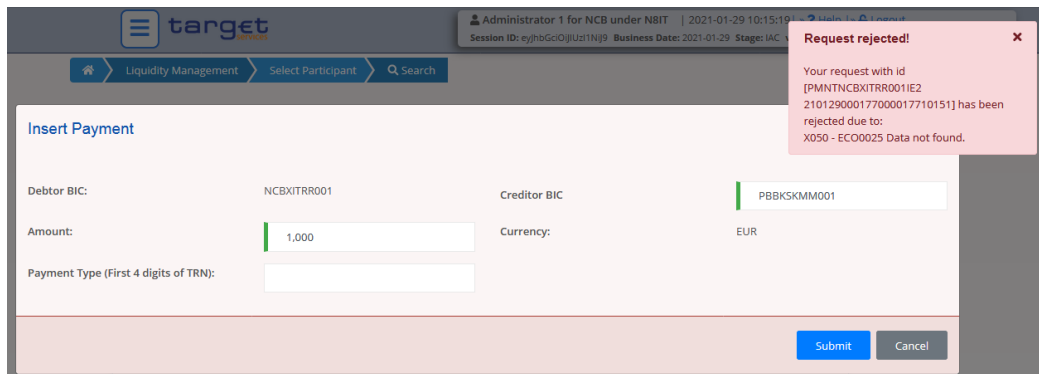 target
services
Administrator 1 for NCB under N8IT | 2021-01-29 10:15:19 | » ? Help | » Logout
Session ID: eyJhbGciOiJIUzI1NiJ9 Business Date: 2021-01-29 Stage: IAC
Request rejected! ×
Your request with id
[PMNTNCBXITRR001IE2
210129000177000017710151] has been
rejected due to:
X050 - ECO0025 Data not found.
Liquidity Management Select Participant Search
Insert Payment
Debtor BIC: NCBXITRR001 Creditor BIC PBBKSKMM001
Amount: 1,000 Currency: EUR
Payment Type (First 4 digits of TRN):
Submit Cancel